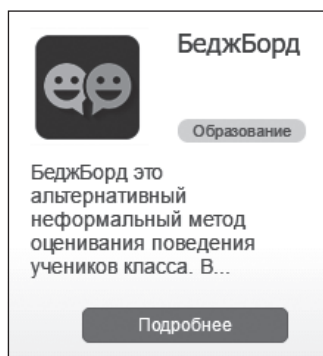 БеджБорд
Образование
БеджБорд это
альтернативный
неформальный метод
оценивания поведения
учеников класса. В...
Подробнее